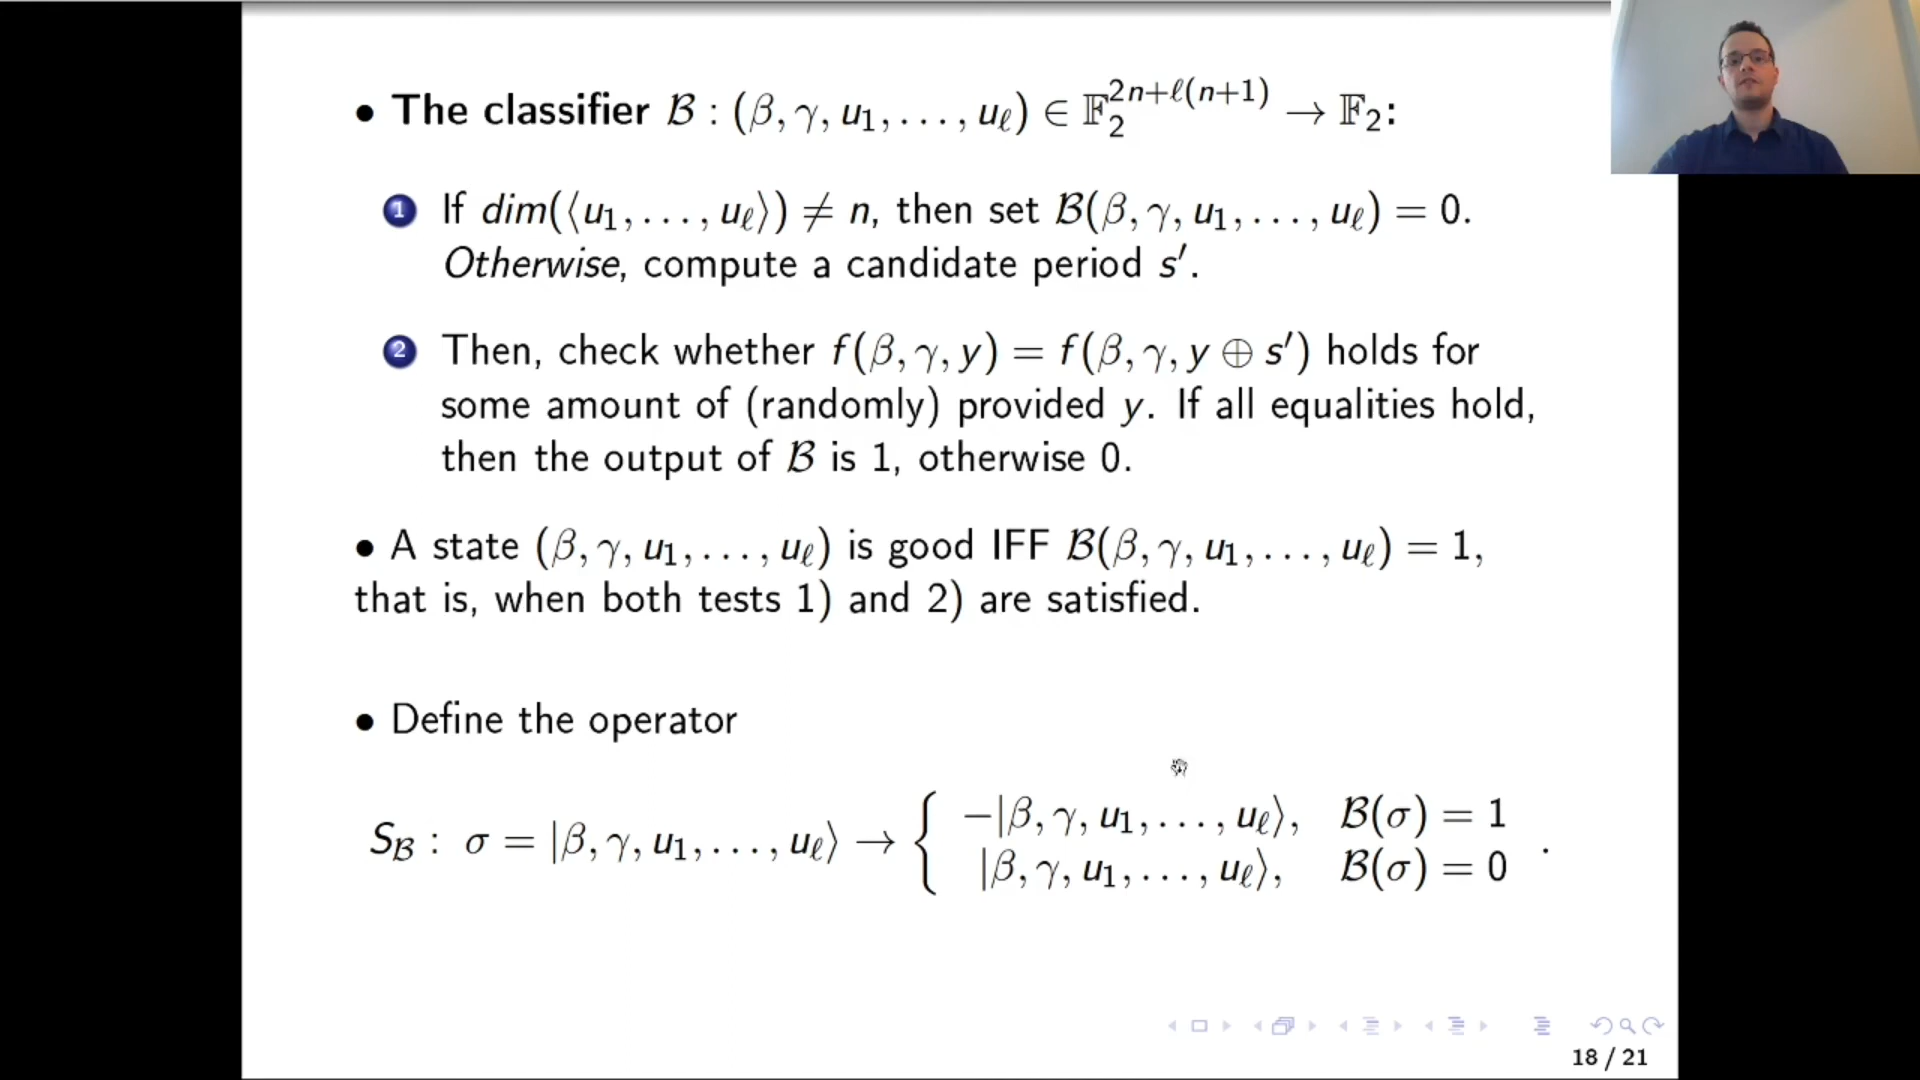 • The classifier ℬ : (β, γ, u₁, . . . , u_ℓ) ∈ 𝔽₂^{2n+ℓ(n+1)} → 𝔽₂:
1 If dim(⟨u₁, . . . , u_ℓ⟩) ≠ n, then set ℬ(β, γ, u₁, . . . , u_ℓ) = 0.
Otherwise, compute a candidate period s′.
2 Then, check whether f(β, γ, y) = f(β, γ, y ⊕ s′) holds for
some amount of (randomly) provided y. If all equalities hold,
then the output of ℬ is 1, otherwise 0.
• A state (β, γ, u₁, . . . , u_ℓ) is good IFF ℬ(β, γ, u₁, . . . , u_ℓ) = 1,
that is, when both tests 1) and 2) are satisfied.
• Define the operator
S_ℬ : σ = |β, γ, u₁, . . . , u_ℓ⟩ → { −|β, γ, u₁, . . . , u_ℓ⟩, ℬ(σ) = 1
|β, γ, u₁, . . . , u_ℓ⟩, ℬ(σ) = 0 .
18 / 21